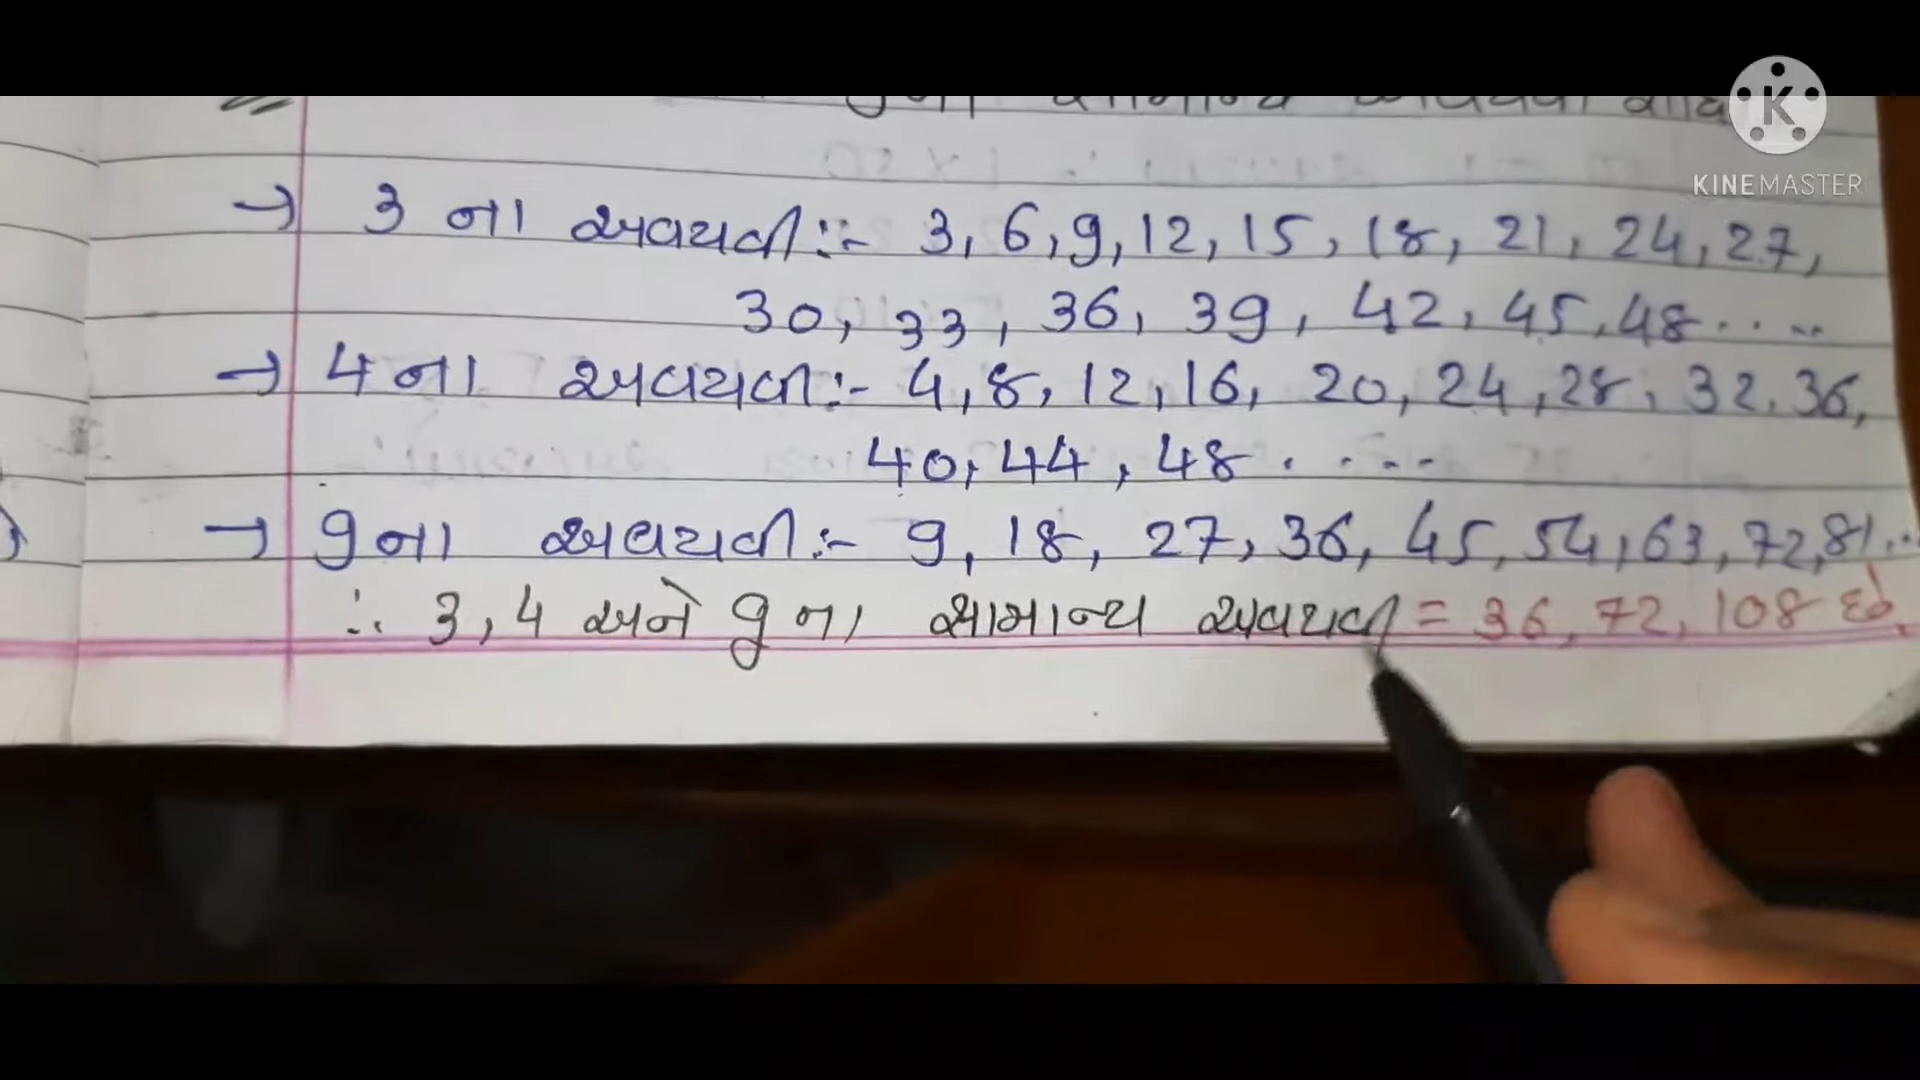 KINEMASTER
→ 3 ના અવયવી:- 3, 6, 9, 12, 15, 18, 21, 24, 27,
30, 33, 36, 39, 42, 45, 48.....
→ 4 ના અવયવી:- 4, 8, 12, 16, 20, 24, 28, 32, 36,
40, 44, 48.....
→ 9 ના અવયવી:- 9, 18, 27, 36, 45, 54, 63, 72, 81...
∴ 3, 4 અને 9 ના સામાન્ય અવયવી = 36, 72, 108 છે.